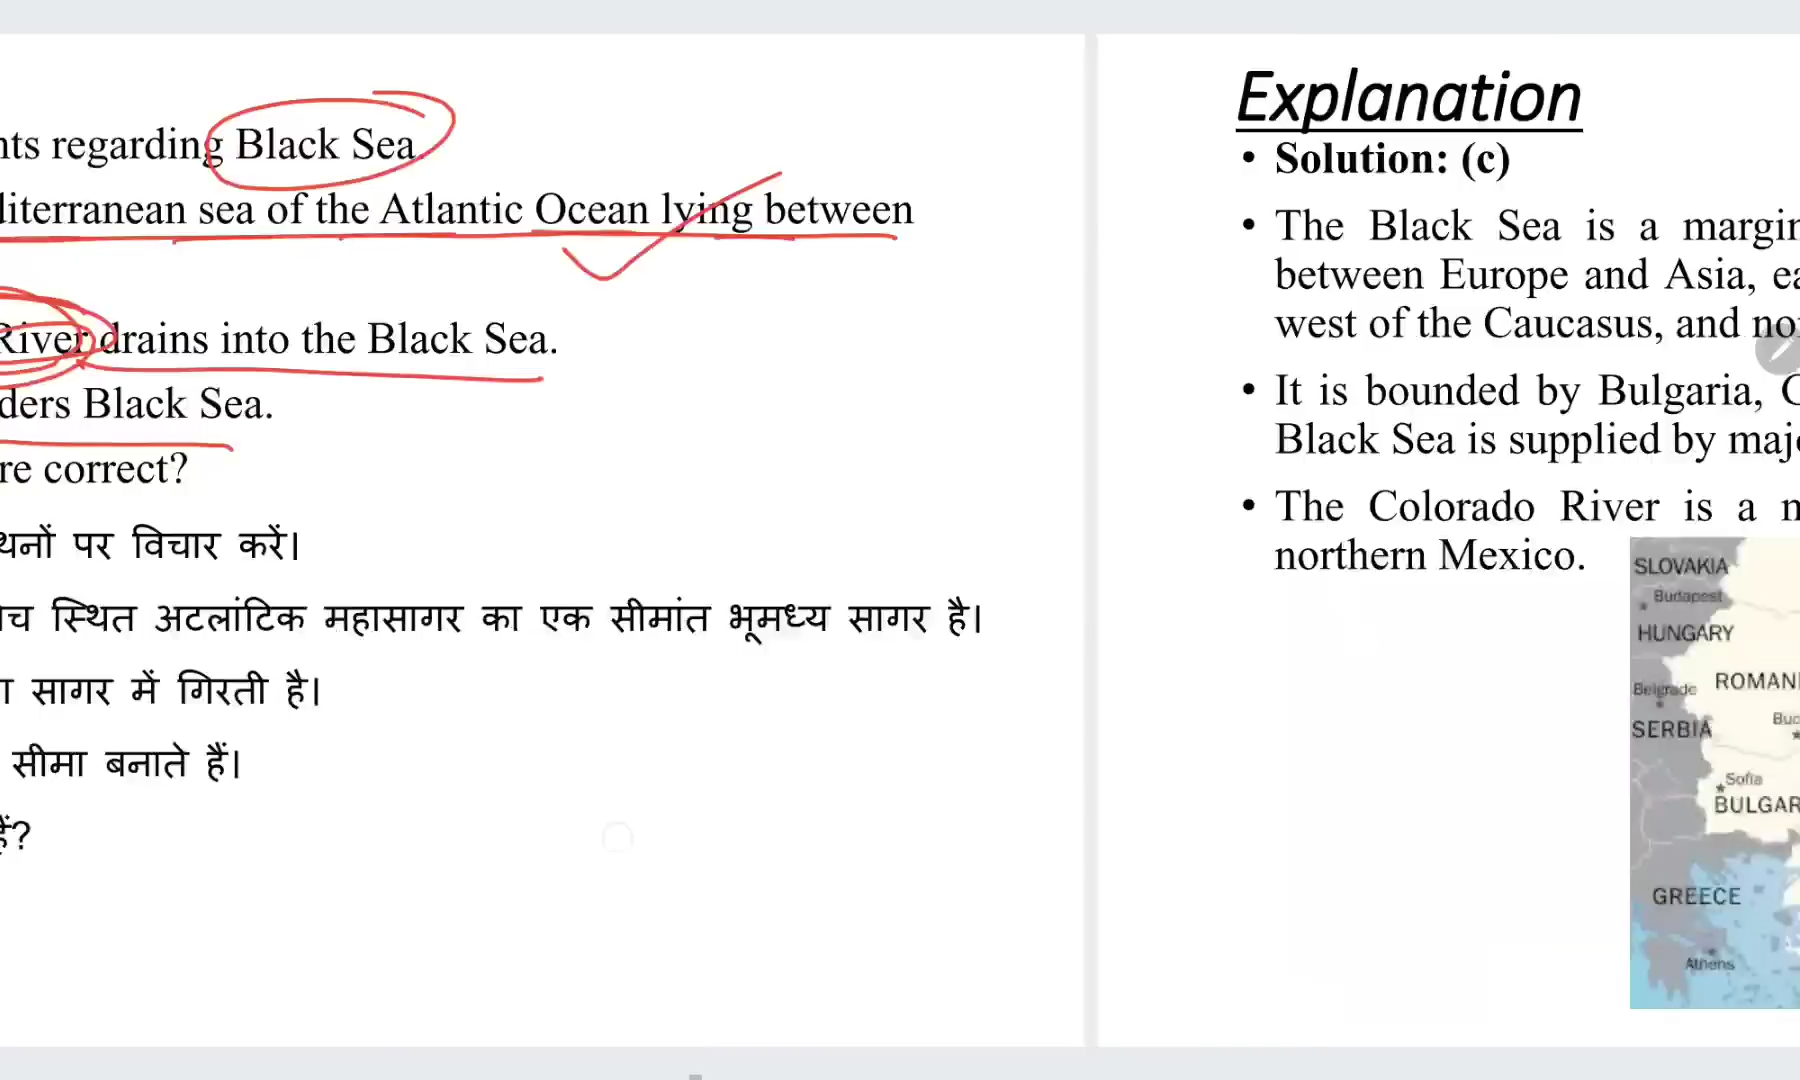 nts regarding Black Sea.
diterranean sea of the Atlantic Ocean lying between
River drains into the Black Sea.
ders Black Sea.
re correct?
थनों पर विचार करें।
च स्थित अटलांटिक महासागर का एक सीमांत भूमध्य सागर है।
सागर में गिरती है।
सीमा बनाते हैं।
हैं?
Explanation
• Solution: (c)
• The Black Sea is a margin
between Europe and Asia, ea
west of the Caucasus, and no
• It is bounded by Bulgaria, G
Black Sea is supplied by majo
• The Colorado River is a m
northern Mexico.
SLOVAKIA
Budapest
HUNGARY
Belgrade
ROMANI
SERBIA
Buc
Sofia
BULGAR
GREECE
Athens